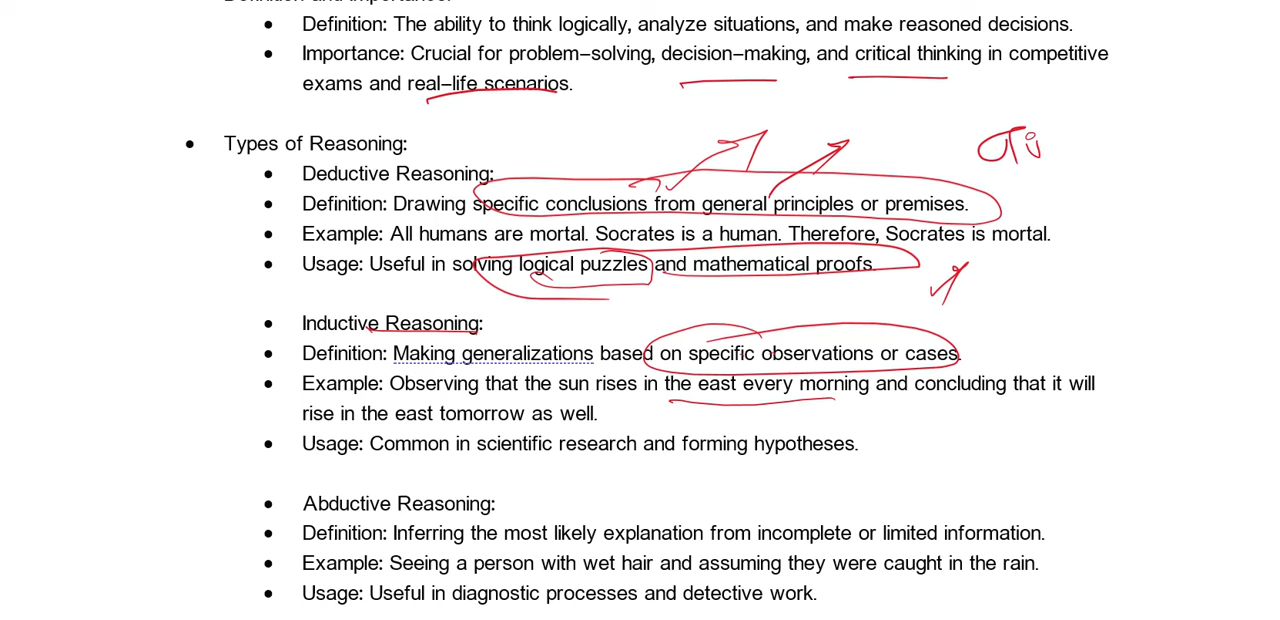 • Definition: The ability to think logically, analyze situations, and make reasoned decisions.
• Importance: Crucial for problem–solving, decision–making, and critical thinking in competitive
exams and real–life scenarios.
• Types of Reasoning:
• Deductive Reasoning:
• Definition: Drawing specific conclusions from general principles or premises.
• Example: All humans are mortal. Socrates is a human. Therefore, Socrates is mortal.
• Usage: Useful in solving logical puzzles and mathematical proofs.
• Inductive Reasoning:
• Definition: Making generalizations based on specific observations or cases.
• Example: Observing that the sun rises in the east every morning and concluding that it will
rise in the east tomorrow as well.
• Usage: Common in scientific research and forming hypotheses.
• Abductive Reasoning:
• Definition: Inferring the most likely explanation from incomplete or limited information.
• Example: Seeing a person with wet hair and assuming they were caught in the rain.
• Usage: Useful in diagnostic processes and detective work.